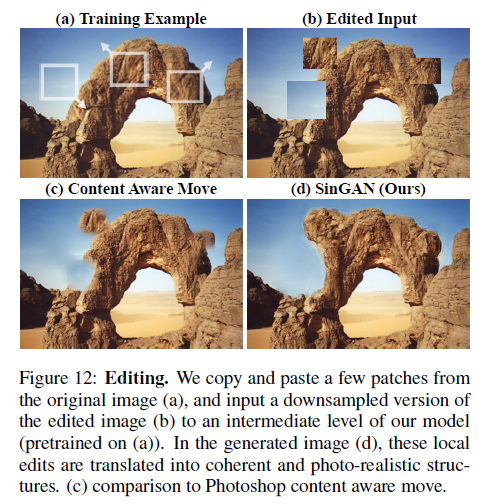 (a) Training Example
(b) Edited Input
(c) Content Aware Move
(d) SinGAN (Ours)
Figure 12: Editing. We copy and paste a few patches from
the original image (a), and input a downsampled version of
the edited image (b) to an intermediate level of our model
(pretrained on (a)). In the generated image (d), these local
edits are translated into coherent and photo-realistic struc-
tures. (c) comparison to Photoshop content aware move.